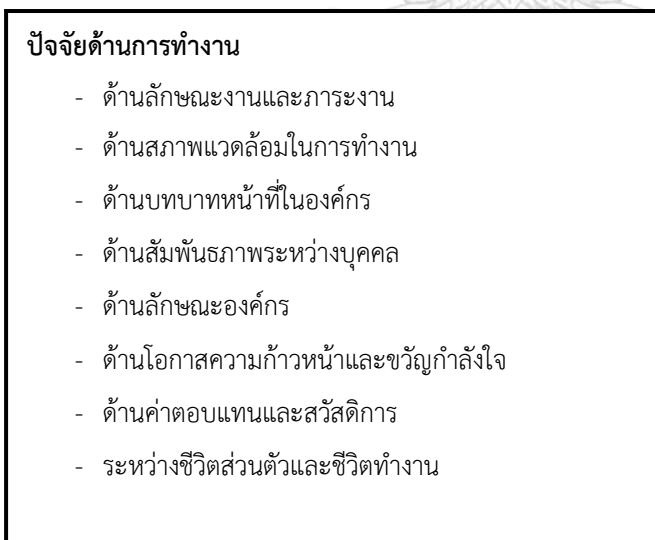 ปัจจัยด้านการทำงาน
- ด้านลักษณะงานและภาระงาน
- ด้านสภาพแวดล้อมในการทำงาน
- ด้านบทบาทหน้าที่ในองค์กร
- ด้านสัมพันธภาพระหว่างบุคคล
- ด้านลักษณะองค์กร
- ด้านโอกาสความก้าวหน้าและขวัญกำลังใจ
- ด้านค่าตอบแทนและสวัสดิการ
- ระหว่างชีวิตส่วนตัวและชีวิตทำงาน